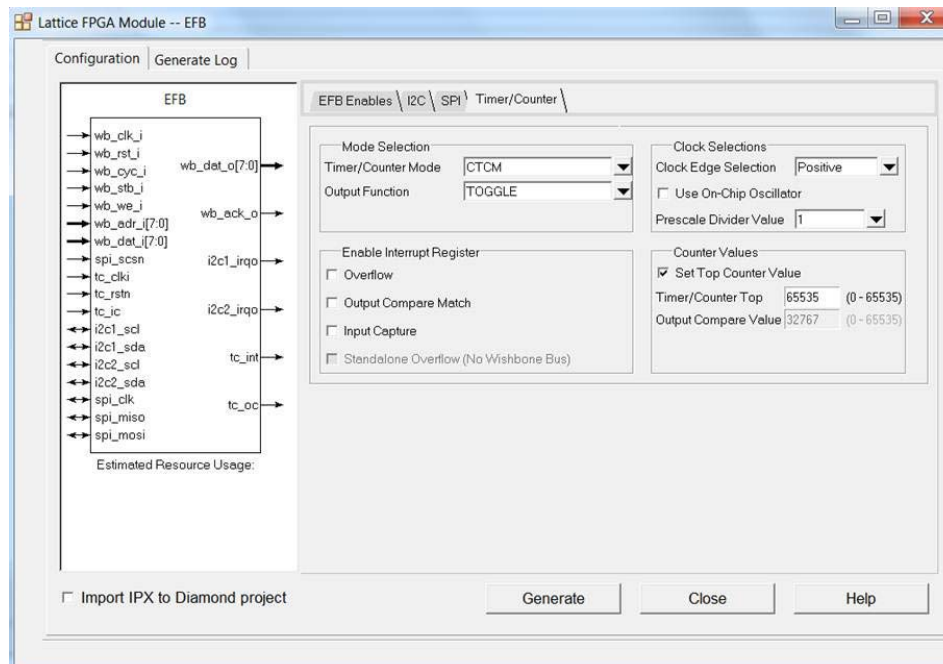 Lattice FPGA Module -- EFB
Configuration
Generate Log
EFB
wb_clk_i
wb_rst_i
wb_cyc_i
wb_stb_i
wb_we_i
wb_adr_i[7:0]
wb_dat_i[7:0]
spi_scsn
tc_clki
tc_rstn
tc_ic
i2c1_scl
i2c1_sda
i2c2_scl
i2c2_sda
spi_clk
spi_miso
spi_mosi
wb_dat_o[7:0]
wb_ack_o
i2c1_irqo
i2c2_irqo
tc_int
tc_oc
Estimated Resource Usage:
EFB Enables
I2C
SPI
Timer/Counter
Mode Selection
Timer/Counter Mode CTCM
Output Function TOGGLE
Clock Selections
Clock Edge Selection Positive
Use On-Chip Oscillator
Prescale Divider Value 1
Enable Interrupt Register
Overflow
Output Compare Match
Input Capture
Standalone Overflow (No Wishbone Bus)
Counter Values
Set Top Counter Value
Timer/Counter Top 65535 (0 - 65535)
Output Compare Value 32767 (0 - 65535)
Import IPX to Diamond project
Generate
Close
Help